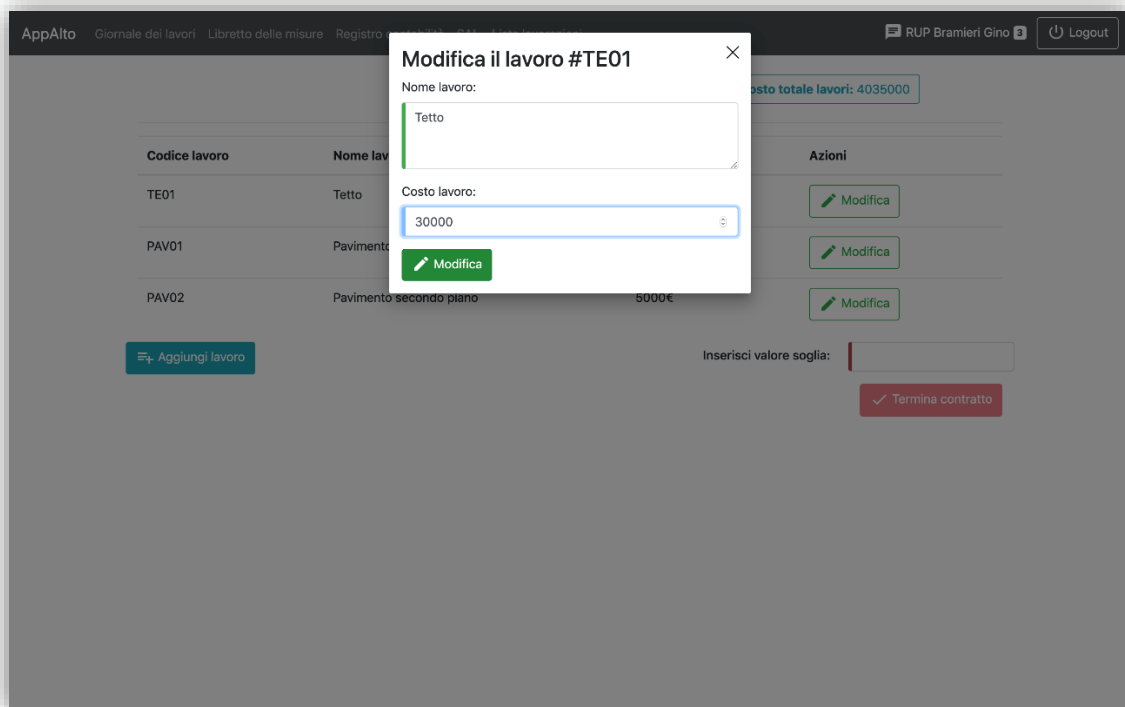 AppAlto Giornale dei lavori Libretto delle misure Registro RUP Bramieri Gino 3 Logout
Modifica il lavoro #TE01
Nome lavoro:
costo totale lavori: 4035000
Tetto
Codice lavoro Nome lav Azioni
TE01 Tetto Modifica
Costo lavoro:
30000
PAV01 Pavimento Modifica
Modifica
PAV02 Pavimento secondo piano 5000€ Modifica
Aggiungi lavoro Inserisci valore soglia:
Termina contratto